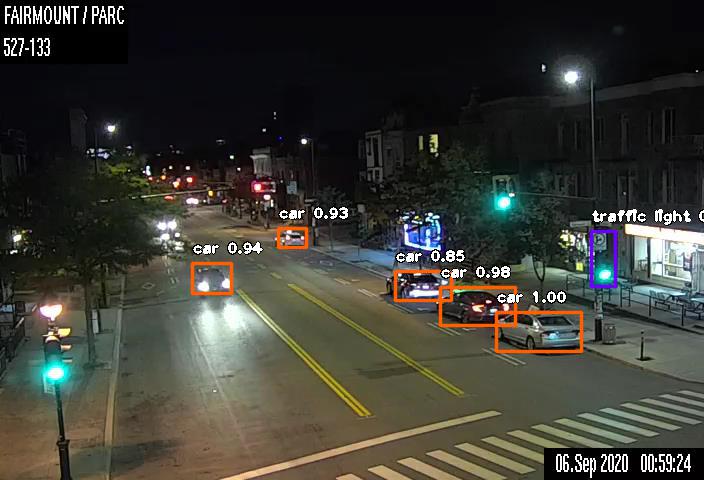 FAIRMOUNT / PARC
527-133
car 0.93
traffic light 0
car 0.94
car 0.85
car 0.98
car 1.00
06.Sep 2020 00:59:24